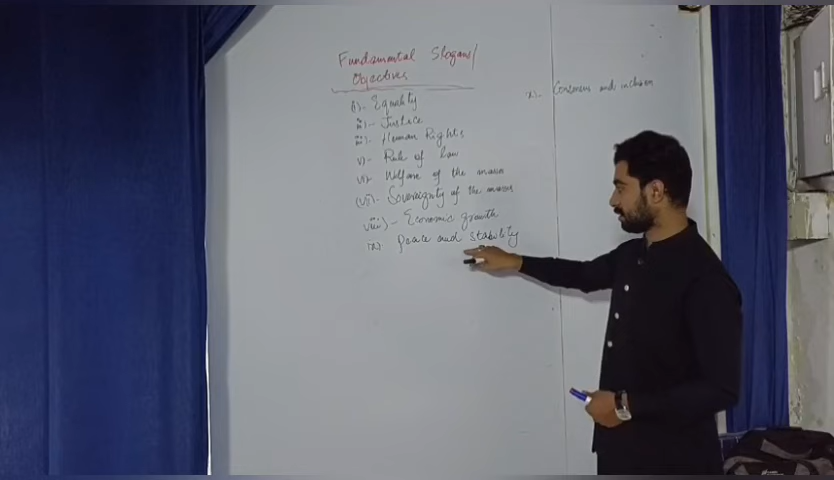 Fundamental Slogans/
Objectives
i)- Equality
ii)- Justice
iii)- Human Rights
v)- Rule of law
vi)- Welfare of the masses
(vii)- Sovereignty of the masses
viii)- Economic growth
ix)- Peace and stability
x)- Consensus and inclusion